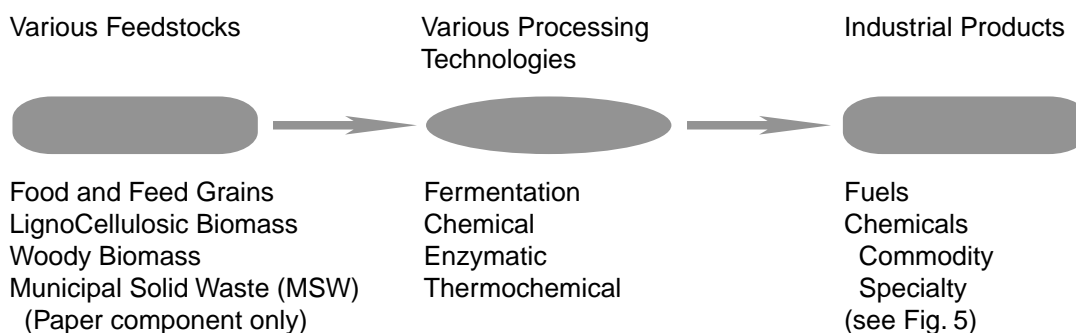 Various Feedstocks
Various Processing
Technologies
Industrial Products
Food and Feed Grains
LignoCellulosic Biomass
Woody Biomass
Municipal Solid Waste (MSW)
(Paper component only)
Fermentation
Chemical
Enzymatic
Thermochemical
Fuels
Chemicals
Commodity
Specialty
(see Fig. 5)